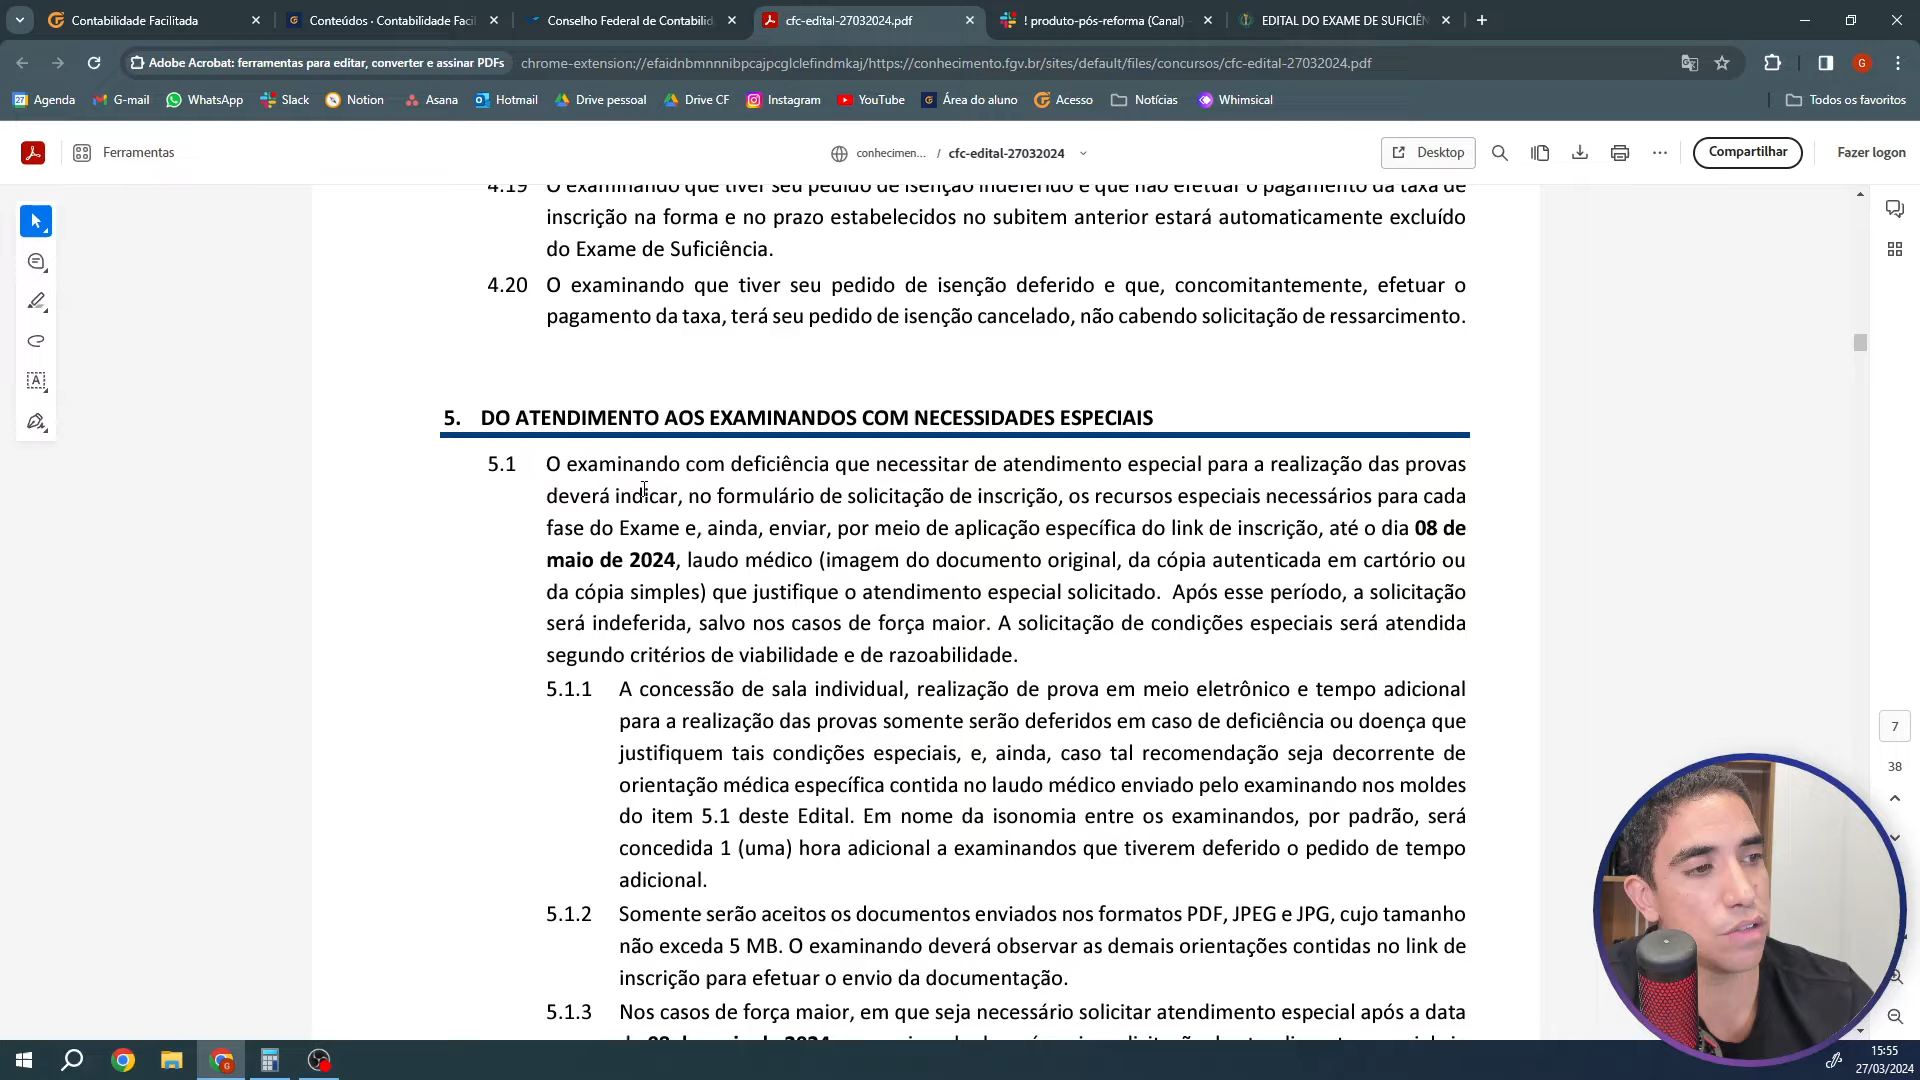 Contabilidade Facilitada
Conteúdos · Contabilidade Facil
Conselho Federal de Contabilid
cfc-edital-27032024.pdf
! produto-pós-reforma (Canal)
EDITAL DO EXAME DE SUFICIÊN
Adobe Acrobat: ferramentas para editar, converter e assinar PDFs
chrome-extension://efaidnbmnnnibpcajpcglclefindmkaj/https://conhecimento.fgv.br/sites/default/files/concursos/cfc-edital-27032024.pdf
G
Agenda
G-mail
WhatsApp
Slack
Notion
Asana
Hotmail
Drive pessoal
Drive CF
Instagram
YouTube
Área do aluno
Acesso
Notícias
Whimsical
Todos os favoritos
Ferramentas
conhecimen... / cfc-edital-27032024
Desktop
Compartilhar
Fazer logon
4.19 O examinando que tiver seu pedido de isenção indeferido e que não efetuar o pagamento da taxa de
inscrição na forma e no prazo estabelecidos no subitem anterior estará automaticamente excluído
do Exame de Suficiência.
4.20 O examinando que tiver seu pedido de isenção deferido e que, concomitantemente, efetuar o
pagamento da taxa, terá seu pedido de isenção cancelado, não cabendo solicitação de ressarcimento.
5. DO ATENDIMENTO AOS EXAMINANDOS COM NECESSIDADES ESPECIAIS
5.1 O examinando com deficiência que necessitar de atendimento especial para a realização das provas
deverá indicar, no formulário de solicitação de inscrição, os recursos especiais necessários para cada
fase do Exame e, ainda, enviar, por meio de aplicação específica do link de inscrição, até o dia 08 de
maio de 2024, laudo médico (imagem do documento original, da cópia autenticada em cartório ou
da cópia simples) que justifique o atendimento especial solicitado. Após esse período, a solicitação
será indeferida, salvo nos casos de força maior. A solicitação de condições especiais será atendida
segundo critérios de viabilidade e de razoabilidade.
5.1.1 A concessão de sala individual, realização de prova em meio eletrônico e tempo adicional
para a realização das provas somente serão deferidos em caso de deficiência ou doença que
justifiquem tais condições especiais, e, ainda, caso tal recomendação seja decorrente de
orientação médica específica contida no laudo médico enviado pelo examinando nos moldes
do item 5.1 deste Edital. Em nome da isonomia entre os examinandos, por padrão, será
concedida 1 (uma) hora adicional a examinandos que tiverem deferido o pedido de tempo
adicional.
5.1.2 Somente serão aceitos os documentos enviados nos formatos PDF, JPEG e JPG, cujo tamanho
não exceda 5 MB. O examinando deverá observar as demais orientações contidas no link de
inscrição para efetuar o envio da documentação.
5.1.3 Nos casos de força maior, em que seja necessário solicitar atendimento especial após a data
7
38
15:55
27/03/2024